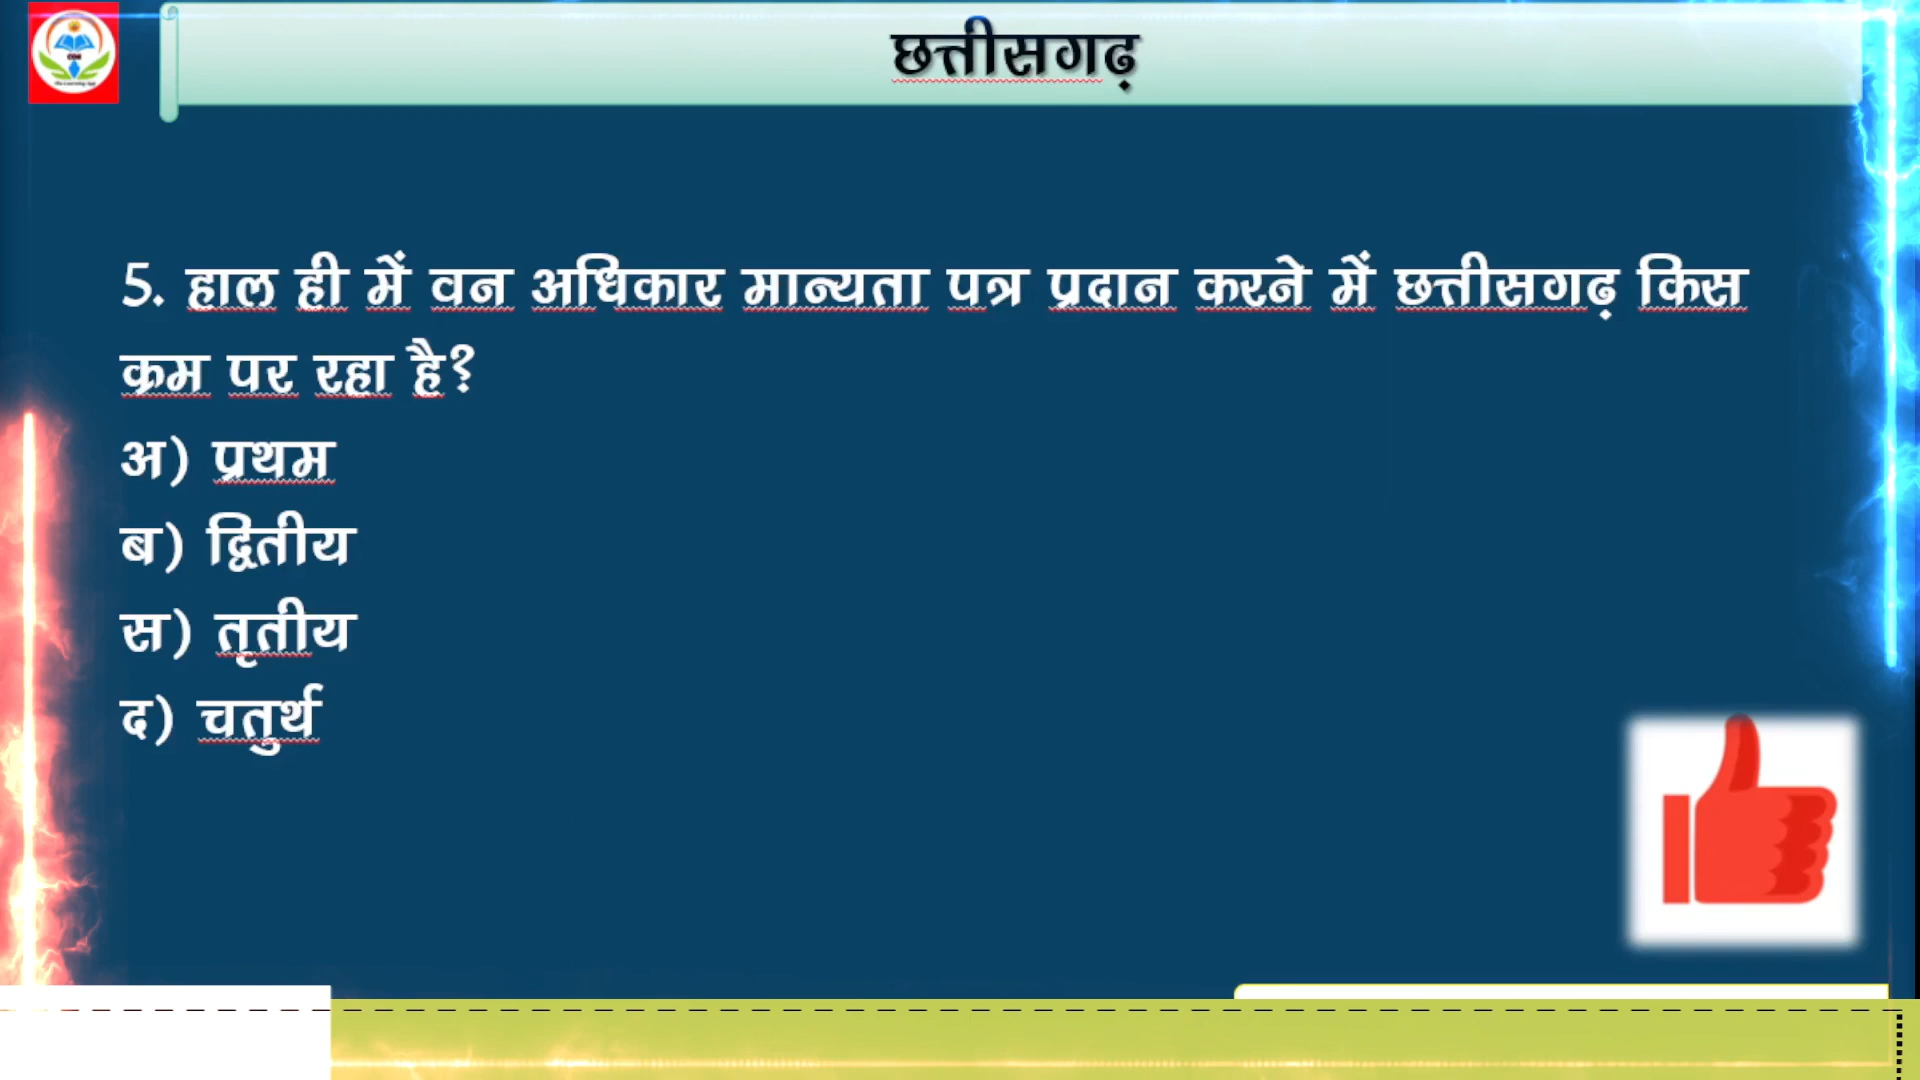 छत्तीसगढ़
5. हाल ही में वन अधिकार मान्यता पत्र प्रदान करने में छत्तीसगढ़ किस
क्रम पर रहा है?
अ) प्रथम
ब) द्वितीय
स) तृतीय
द) चतुर्थ